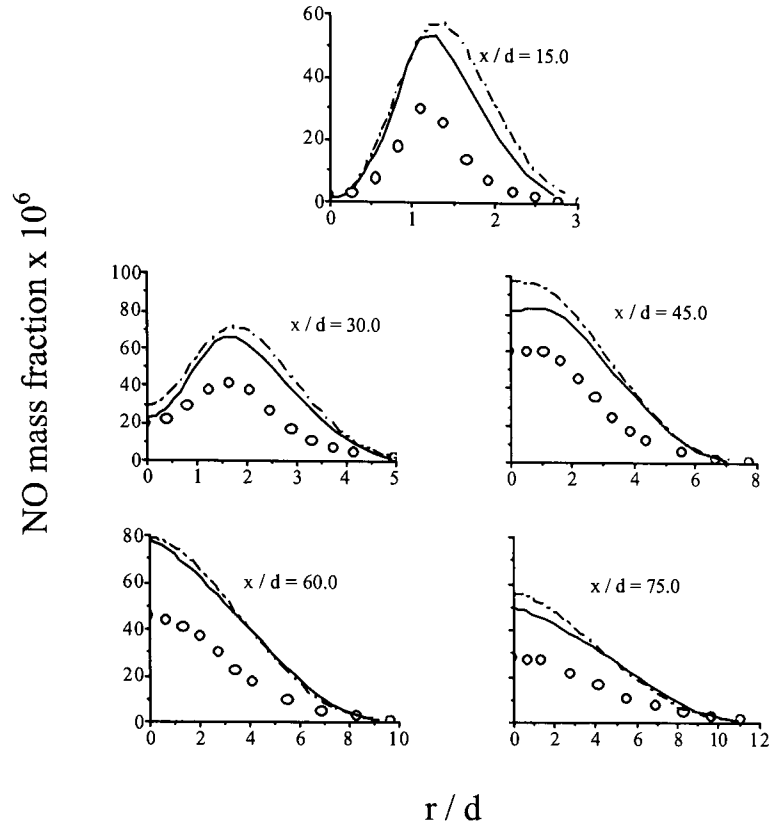 60
40
20
0
0 1 2 3
x / d = 15.0
NO mass fraction x 10⁶
100
80
60
40
20
0
0 1 2 3 4 5
x / d = 30.0
0 2 4 6 8
x / d = 45.0
80
60
40
20
0
0 2 4 6 8 10
x / d = 60.0
0 2 4 6 8 10 12
x / d = 75.0
r / d